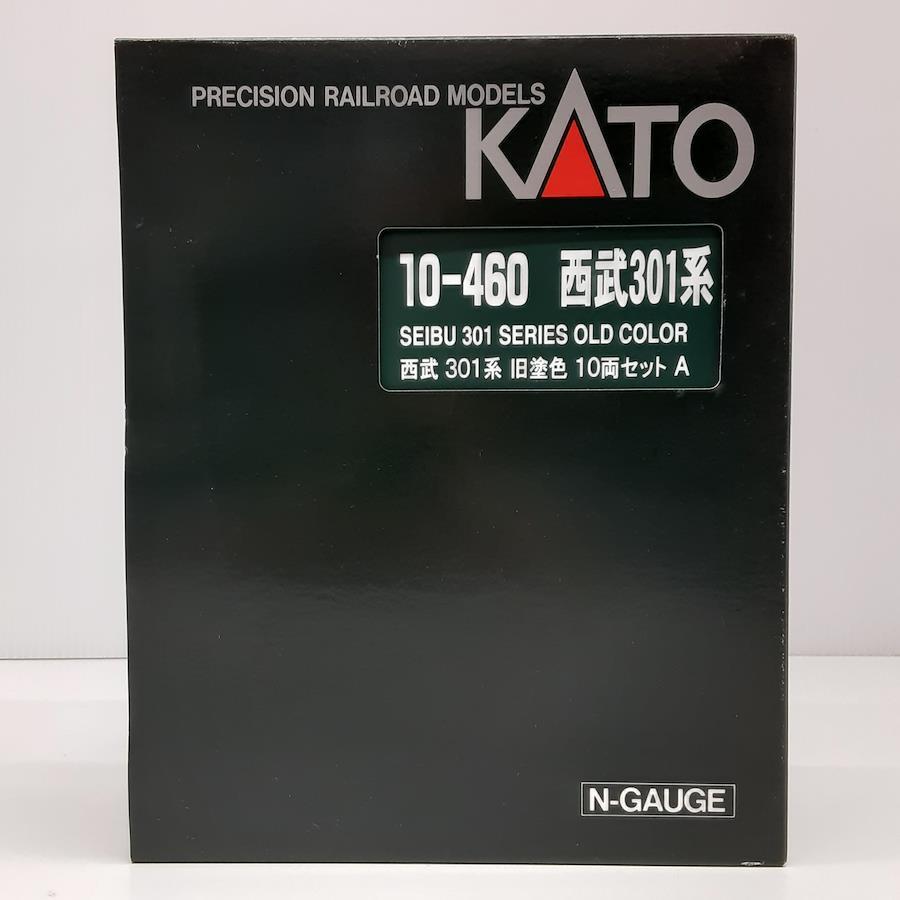 PRECISION RAILROAD MODELS
KATO
10-460 西武301系
SEIBU 301 SERIES OLD COLOR
西武 301系 旧塗色 10両セット A
N-GAUGE